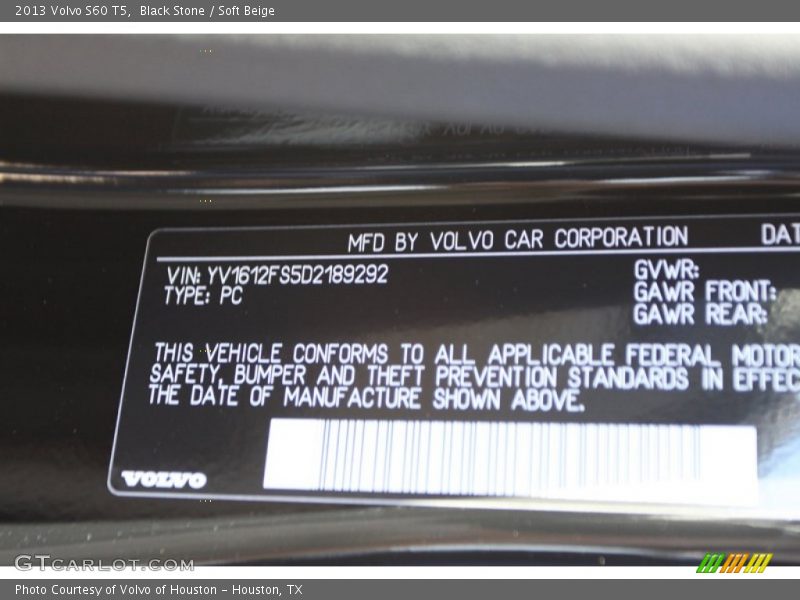 2013 Volvo S60 T5, Black Stone / Soft Beige
MFD BY VOLVO CAR CORPORATION DAT
VIN: YV1612FS5D2189292
TYPE: PC
GVWR:
GAWR FRONT:
GAWR REAR:
THIS VEHICLE CONFORMS TO ALL APPLICABLE FEDERAL MOTOR
SAFETY, BUMPER AND THEFT PREVENTION STANDARDS IN EFFEC
THE DATE OF MANUFACTURE SHOWN ABOVE.
VOLVO
GTCARLOT.COM
Photo Courtesy of Volvo of Houston - Houston, TX